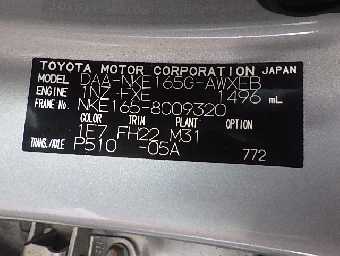 TOYOTA MOTOR CORPORATION JAPAN
MODEL DAA-NKE165G-AWXEB
ENGINE 1NZ-FXE 1496 mL
FRAME No. NKE165-8009320
COLOR TRIM PLANT OPTION
1E7 FH22 M31
TRANS./AXLE P510 -05A
772